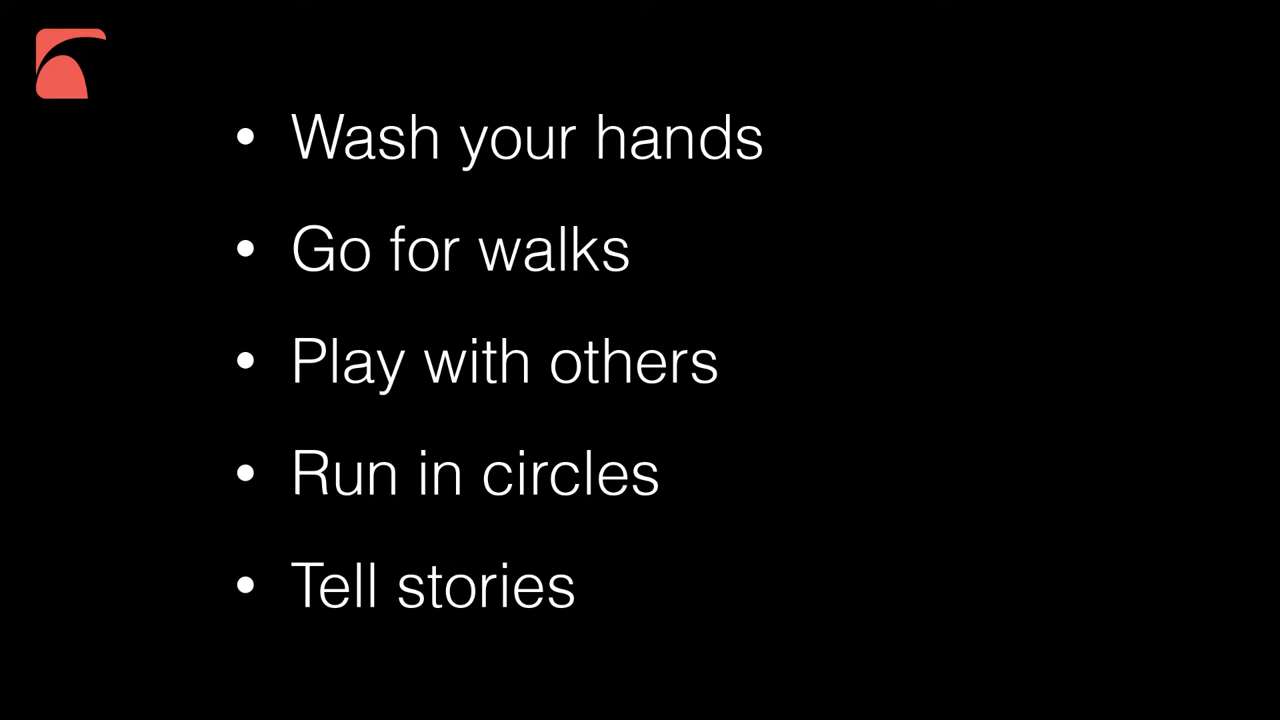 • Wash your hands
• Go for walks
• Play with others
• Run in circles
• Tell stories